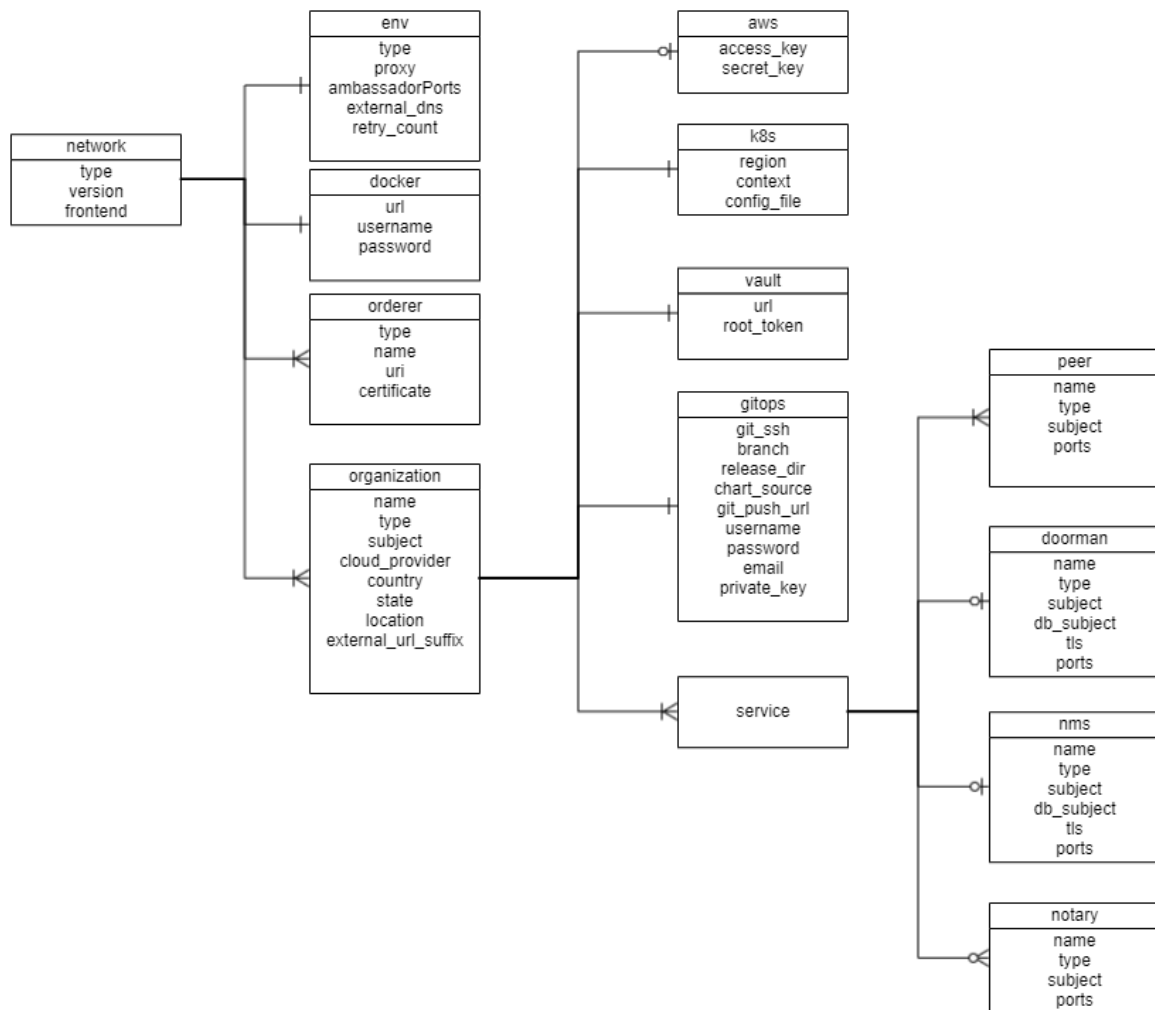 network
type
version
frontend
env
type
proxy
ambassadorPorts
external_dns
retry_count
docker
url
username
password
orderer
type
name
uri
certificate
organization
name
type
subject
cloud_provider
country
state
location
external_url_suffix
aws
access_key
secret_key
k8s
region
context
config_file
vault
url
root_token
gitops
git_ssh
branch
release_dir
chart_source
git_push_url
username
password
email
private_key
service
peer
name
type
subject
ports
doorman
name
type
subject
db_subject
tls
ports
nms
name
type
subject
db_subject
tls
ports
notary
name
type
subject
ports